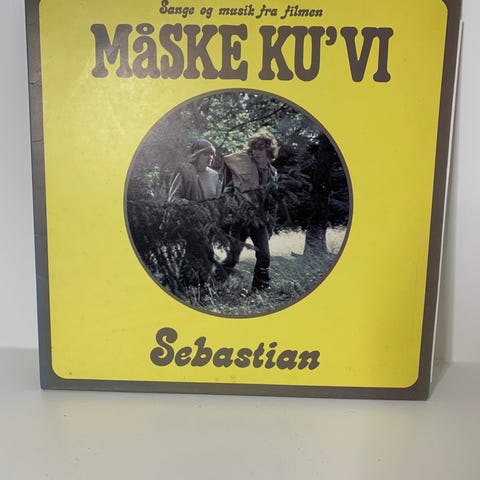 Sange og musik fra filmen
MåSKE KU'VI
Sebastian